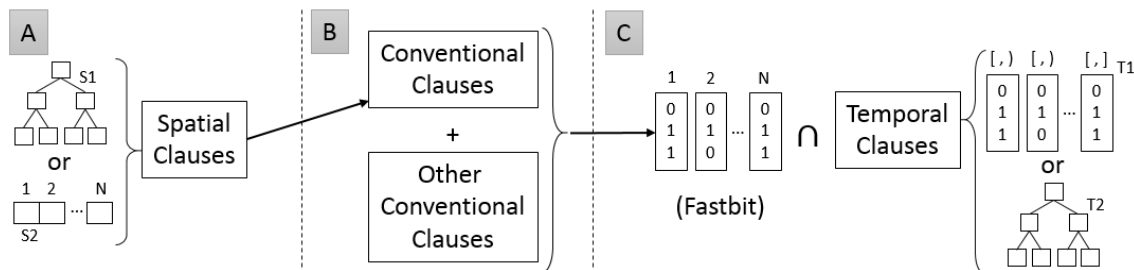 A
S1
or
1 2 N
...
S2
Spatial
Clauses
B
Conventional
Clauses
+
Other
Conventional
Clauses
C
1 2 N
0 0 0
1 1 ... 1
1 0 1
(Fastbit)
∩
Temporal
Clauses
[ , ) [ , ) [ , ] T1
0 0 0
1 1 ... 1
1 0 1
or
T2